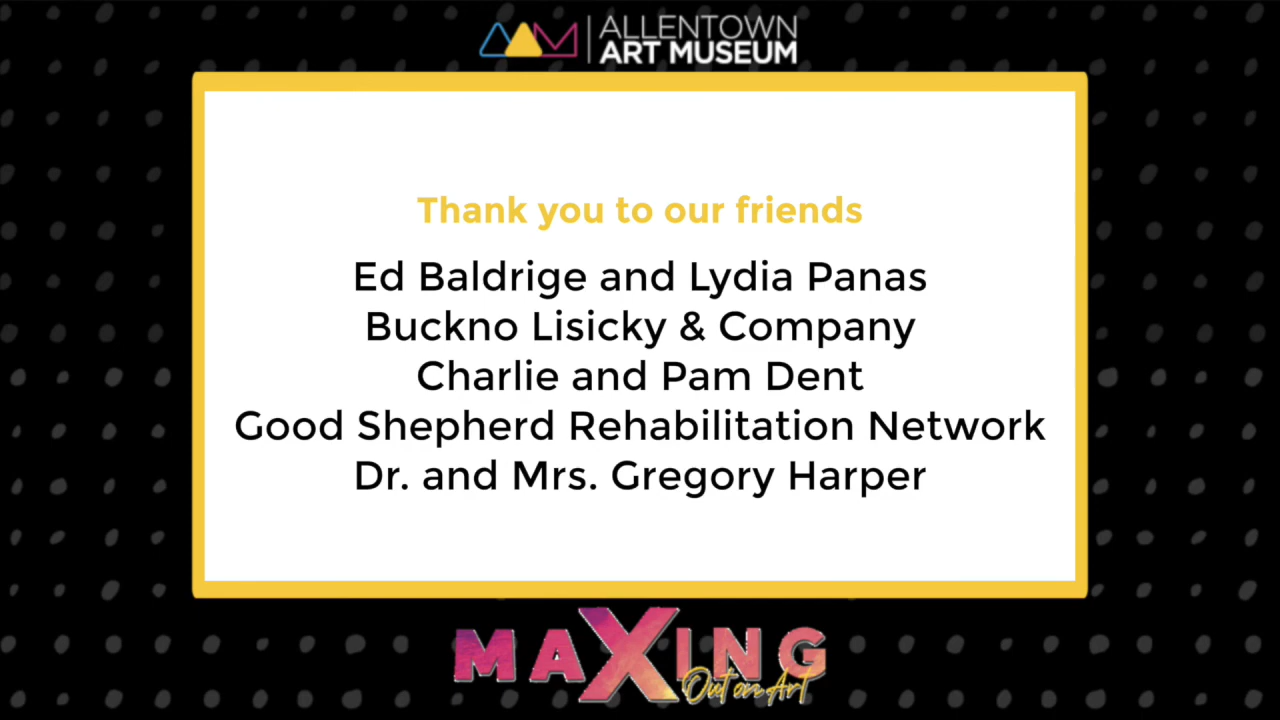 ALLENTOWN
ART MUSEUM
Thank you to our friends
Ed Baldrige and Lydia Panas
Buckno Lisicky & Company
Charlie and Pam Dent
Good Shepherd Rehabilitation Network
Dr. and Mrs. Gregory Harper
MAXING
Out on Art